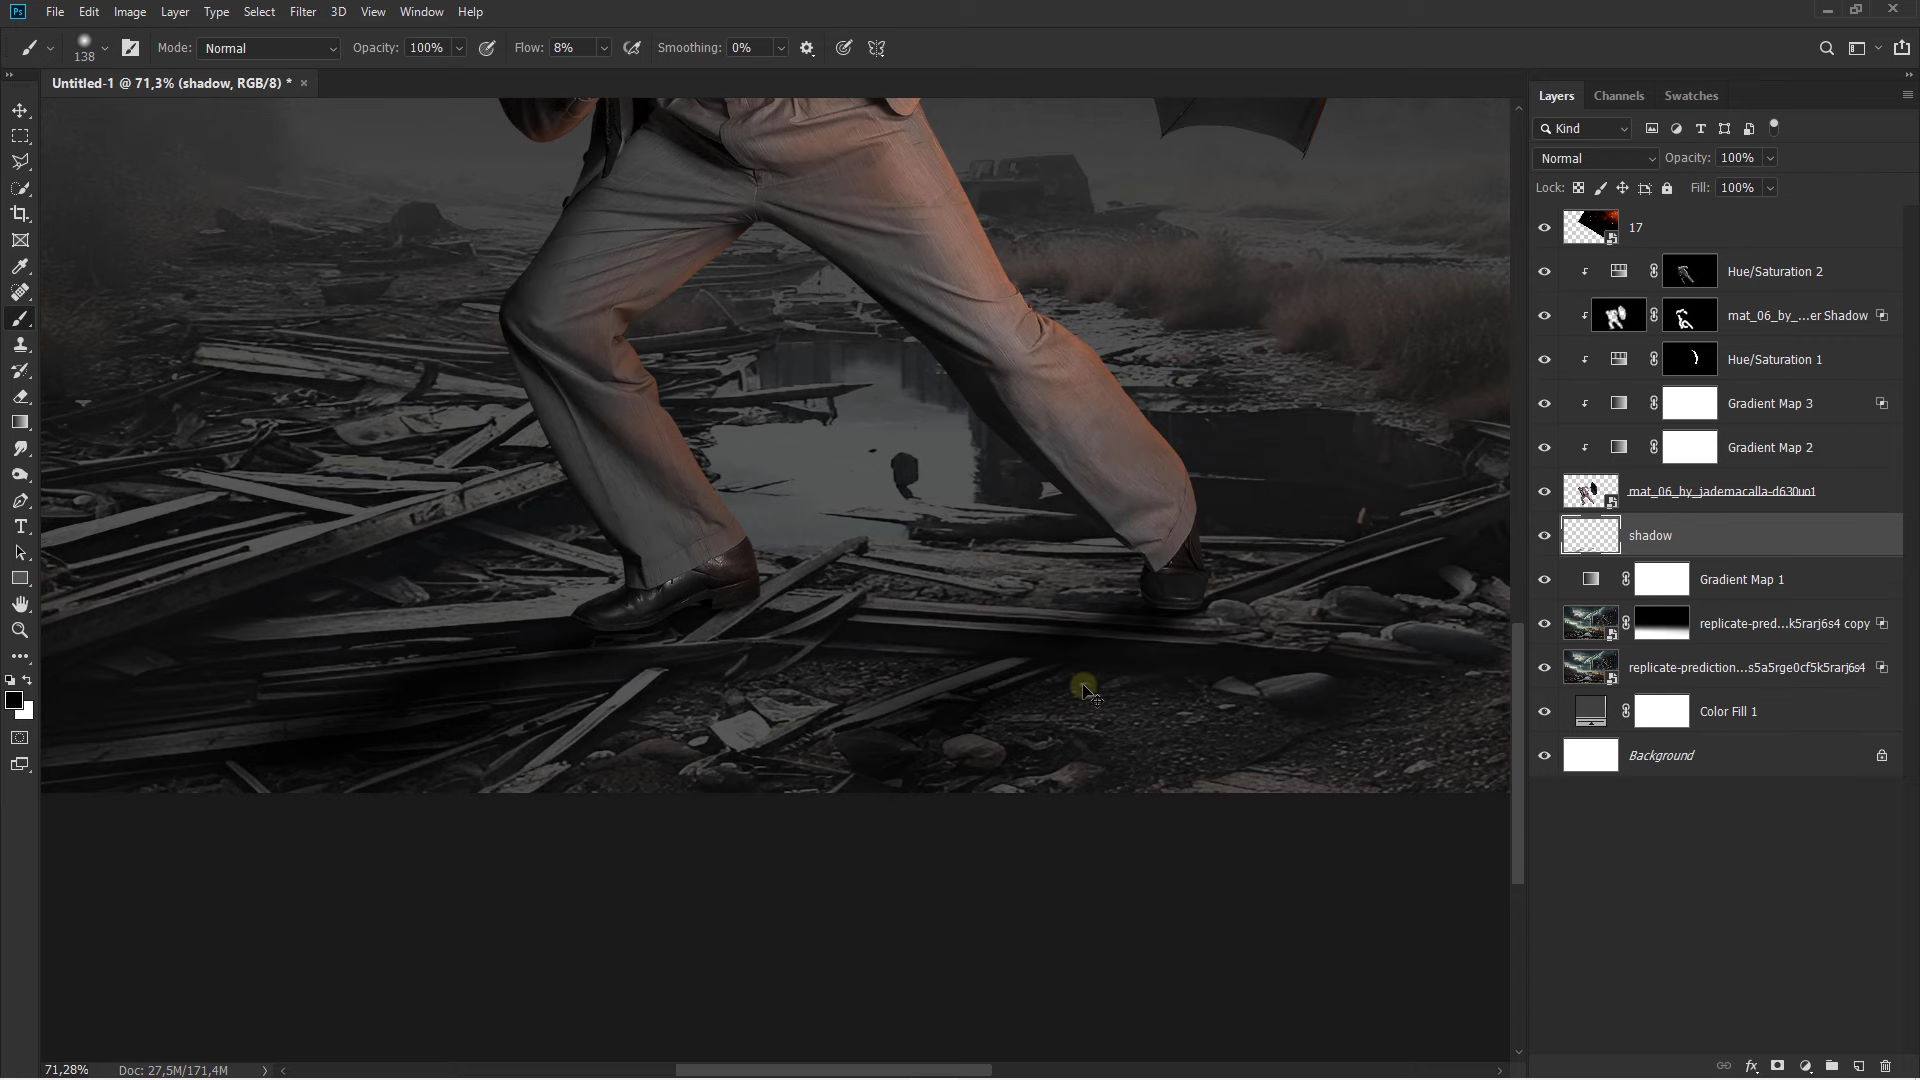 Ps File Edit Image Layer Type Select Filter 3D View Window Help
138 Mode: Normal Opacity: 100% Flow: 8% Smoothing: 0%
Untitled-1 @ 71,3% (shadow, RGB/8) * ×
Layers Channels Swatches
Kind
Normal Opacity: 100%
Lock: Fill: 100%
17
Hue/Saturation 2
mat_06_by_...er Shadow
Hue/Saturation 1
Gradient Map 3
Gradient Map 2
mat_06_by_jademacalla-d630uo1
shadow
Gradient Map 1
replicate-pred...k5rarj6s4 copy
replicate-prediction...s5a5rge0cf5k5rarj6s4
Color Fill 1
Background
71,28% Doc: 27,5M/171,4M